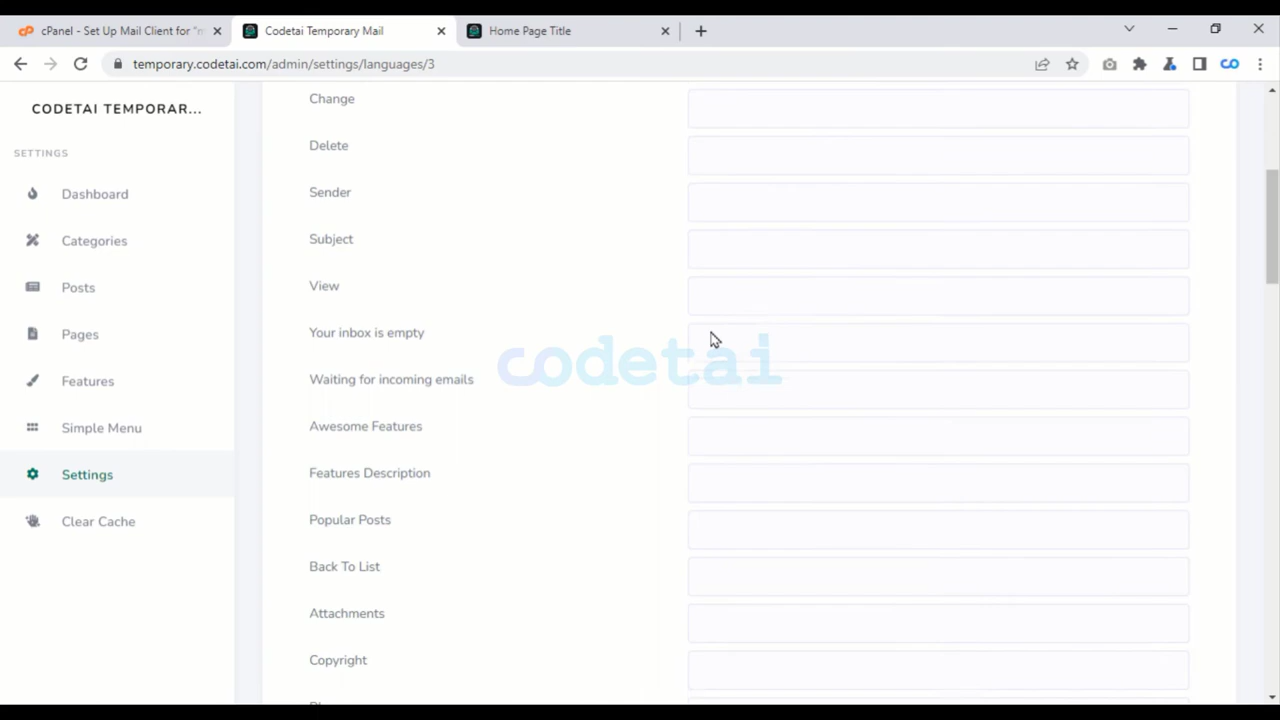 cPanel - Set Up Mail Client for "m
Codetai Temporary Mail
Home Page Title
temporary.codetai.com/admin/settings/languages/3
CODETAI TEMPORAR...
SETTINGS
Dashboard
Categories
Posts
Pages
Features
Simple Menu
Settings
Clear Cache
Change
Delete
Sender
Subject
View
Your inbox is empty
Waiting for incoming emails
Awesome Features
Features Description
Popular Posts
Back To List
Attachments
Copyright
codetai